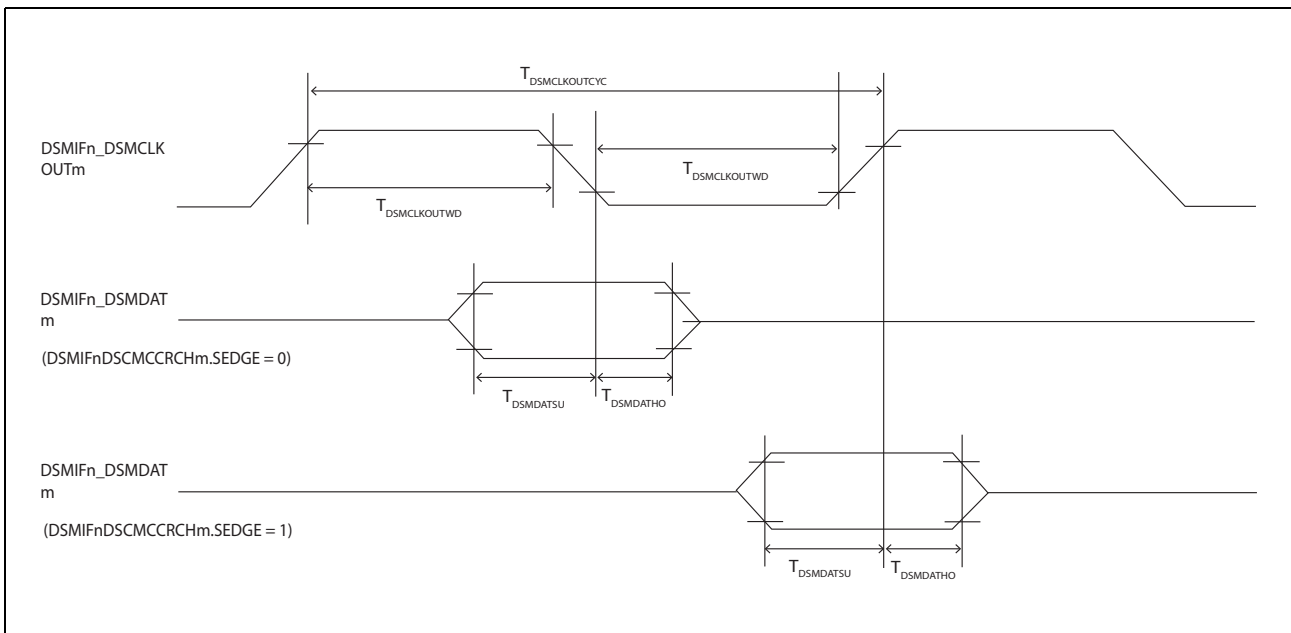 TDSMCLKOUTCYC
DSMIFn_DSMCLK
OUTm
TDSMCLKOUTWD
TDSMCLKOUTWD
DSMIFn_DSMDAT
m
(DSMIFnDSCMCCRCHm.SEDGE = 0)
TDSMDATSU
TDSMDATHO
DSMIFn_DSMDAT
m
(DSMIFnDSCMCCRCHm.SEDGE = 1)
TDSMDATSU
TDSMDATHO